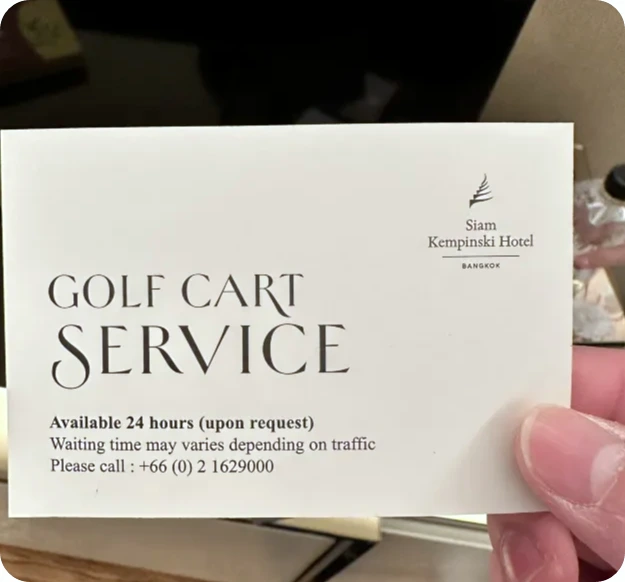 Siam
Kempinski Hotel
BANGKOK
GOLF CART
SERVICE
Available 24 hours (upon request)
Waiting time may varies depending on traffic
Please call : +66 (0) 2 1629000